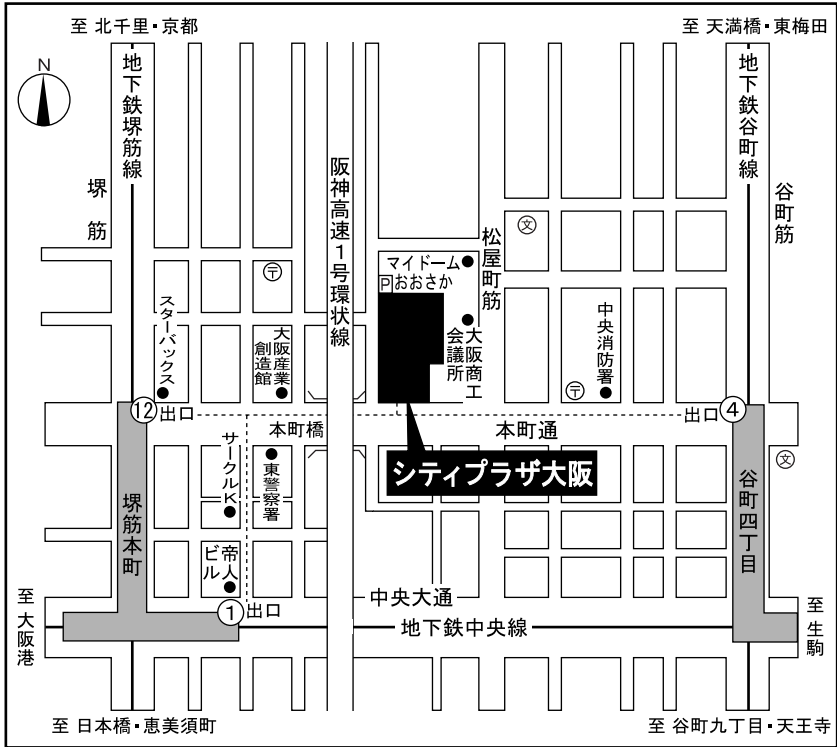 至 北千里・京都
至 天満橋・東梅田
N
地下鉄堺筋線
堺筋
阪神高速1号環状線
地下鉄谷町線
谷町筋
松屋町筋
文
〒
マイドーム
おおさか
P
スターバックス
大阪産業
創造館
大阪商工
会議所
中央消防署
〒
12 出口
本町橋
本町通
出口 4
シティプラザ大阪
サークルK
東警察署
文
堺筋本町
谷町四丁目
帝人
ビル
1 出口
中央大通
地下鉄中央線
至 大阪港
至 生駒
至 日本橋・恵美須町
至 谷町九丁目・天王寺